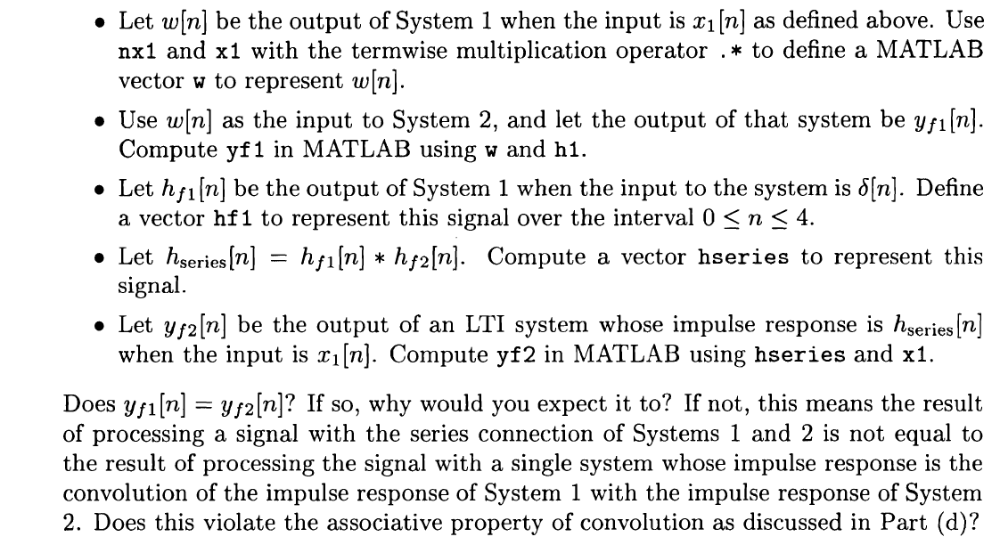 • Let w[n] be the output of System 1 when the input is x₁[n] as defined above. Use
nx1 and x1 with the termwise multiplication operator .* to define a MATLAB
vector w to represent w[n].
• Use w[n] as the input to System 2, and let the output of that system be y_{f1}[n].
Compute yf1 in MATLAB using w and h1.
• Let h_{f1}[n] be the output of System 1 when the input to the system is δ[n]. Define
a vector hf1 to represent this signal over the interval 0 ≤ n ≤ 4.
• Let h_{series}[n] = h_{f1}[n] * h_{f2}[n]. Compute a vector hseries to represent this
signal.
• Let y_{f2}[n] be the output of an LTI system whose impulse response is h_{series}[n]
when the input is x₁[n]. Compute yf2 in MATLAB using hseries and x1.
Does y_{f1}[n] = y_{f2}[n]? If so, why would you expect it to? If not, this means the result
of processing a signal with the series connection of Systems 1 and 2 is not equal to
the result of processing the signal with a single system whose impulse response is the
convolution of the impulse response of System 1 with the impulse response of System
2. Does this violate the associative property of convolution as discussed in Part (d)?